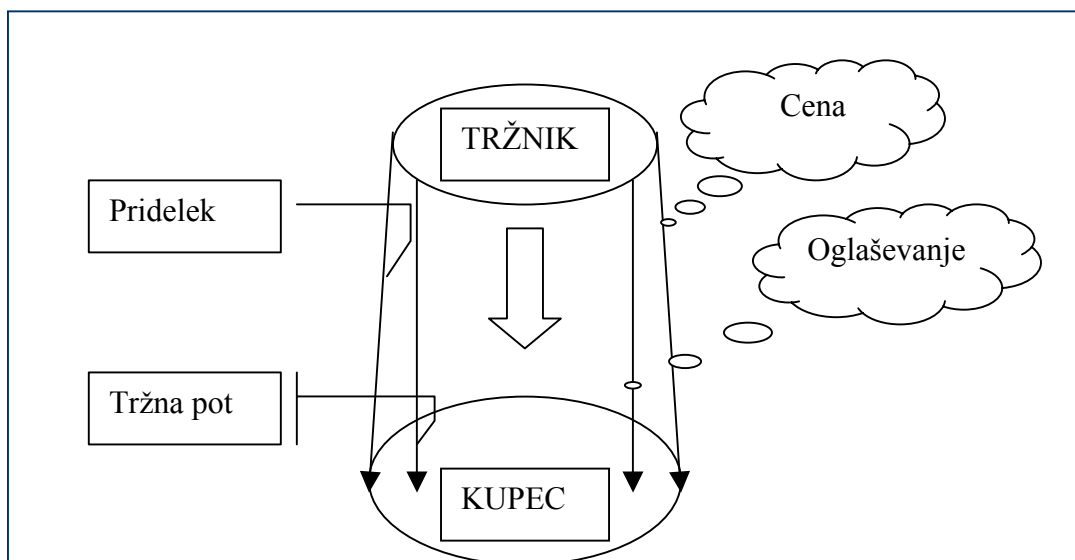 TRŽNIK
Cena
Pridelek
Oglaševanje
Tržna pot
KUPEC